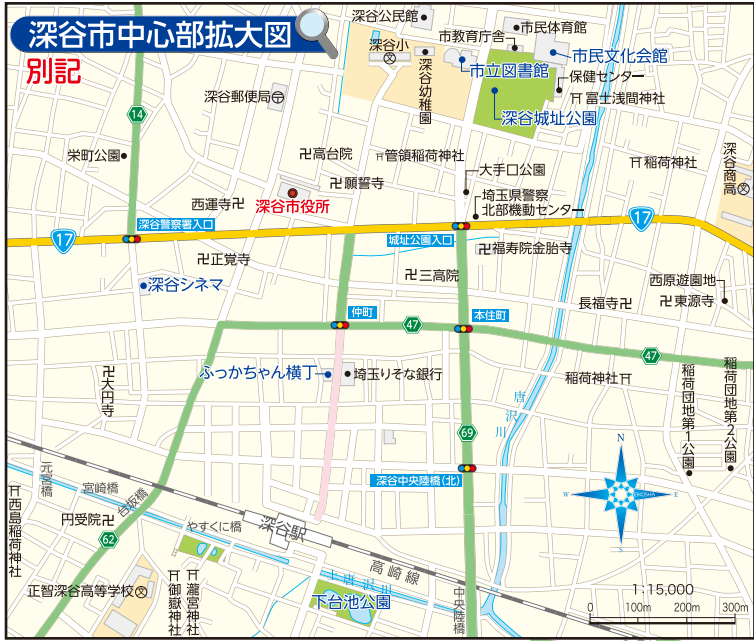 深谷市中心部拡大図
別記
深谷公民館
市民体育館
市教育庁舎
深谷小
深谷幼稚園
市立図書館
市民文化会館
保健センター
富士浅間神社
深谷城址公園
深谷郵便局
14
栄町公園
高台院
管領稲荷神社
稲荷神社
深谷商高
大手口公園
願誓寺
深谷市役所
西運寺
埼玉県警察
北部機動センター
深谷警察署入口
17
17
城址公園入口
正覚寺
福寿院金胎寺
三高院
深谷シネマ
西原遊園地
長福寺
東源寺
仲町
47
本住町
47
ふっかちゃん横丁
埼玉りそな銀行
大円寺
唐沢川
稲荷神社
稲荷団地第1公園
稲荷団地第2公園
69
深谷中央陸橋(北)
元宮橋
宮崎橋
台坂橋
西島稲荷神社
円受院
62
やすくに橋
深谷駅
高崎線
上唐沢川
正智深谷高等学校
御嶽神社
瀧宮神社
下台池公園
中央陸橋
N
W
E
S
1:15,000
0 100m 200m 300m